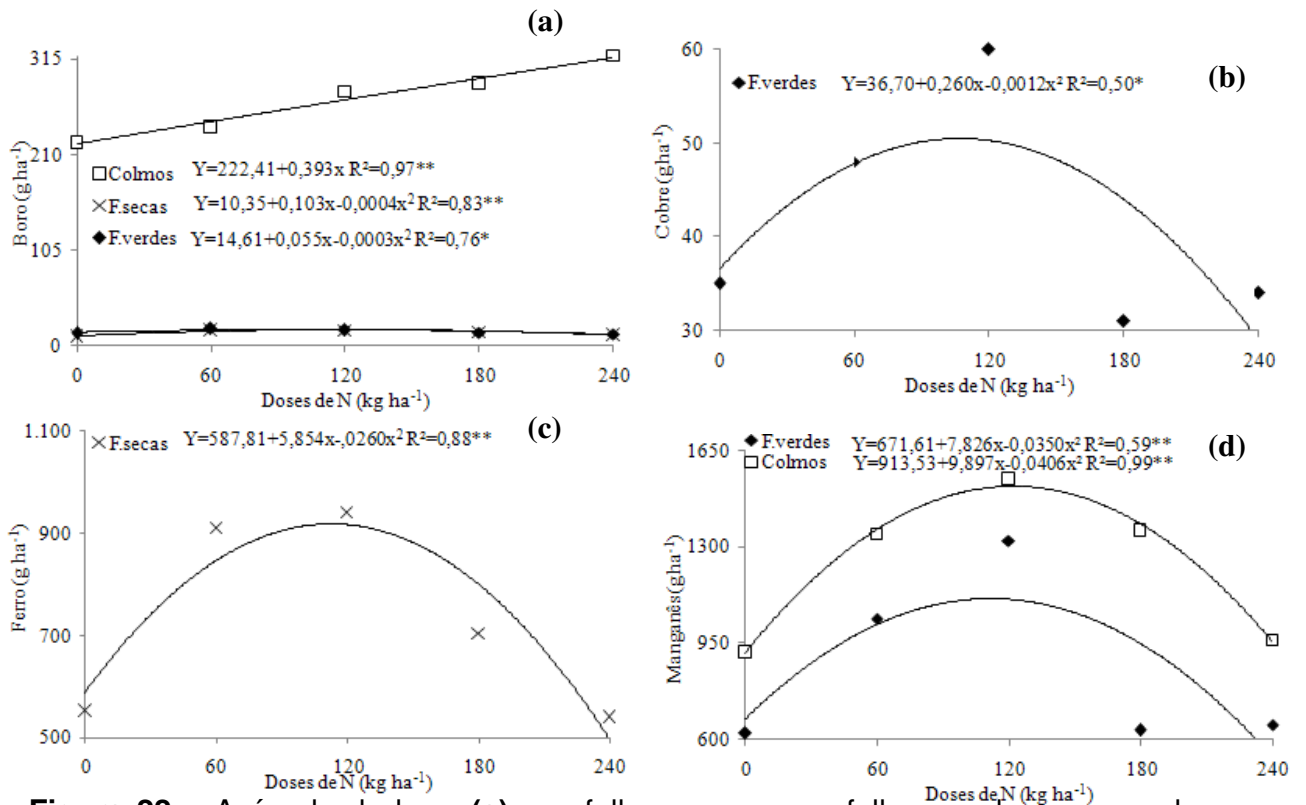 (a)
315
210
105
0
Boro (g ha⁻¹)
Colmos Y=222,41+0,393x R²=0,97**
F.secas Y=10,35+0,103x-0,0004x² R²=0,83**
F.verdes Y=14,61+0,055x-0,0003x² R²=0,76*
0 60 120 180 240
Doses de N (kg ha⁻¹)
(b)
60
50
40
30
Cobre (g ha⁻¹)
F.verdes Y=36,70+0,260x-0,0012x² R²=0,50*
0 60 120 180 240
Doses de N (kg ha⁻¹)
(c)
1.100
900
700
500
Ferro (g ha⁻¹)
F.secas Y=587,81+5,854x-,0260x² R²=0,88**
0 60 120 180 240
Doses de N (kg ha⁻¹)
(d)
1650
1300
950
600
Manganês (g ha⁻¹)
F.verdes Y=671,61+7,826x-0,0350x² R²=0,59**
Colmos Y=913,53+9,897x-0,0406x² R²=0,99**
0 60 120 180 240
Doses de N (kg ha⁻¹)